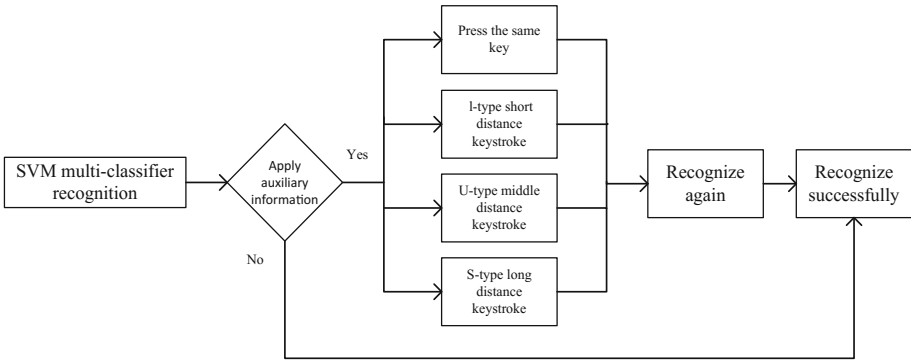 SVM multi-classifier
recognition
Apply
auxiliary
information
Yes
No
Press the same
key
l-type short
distance
keystroke
U-type middle
distance
keystroke
S-type long
distance
keystroke
Recognize
again
Recognize
successfully